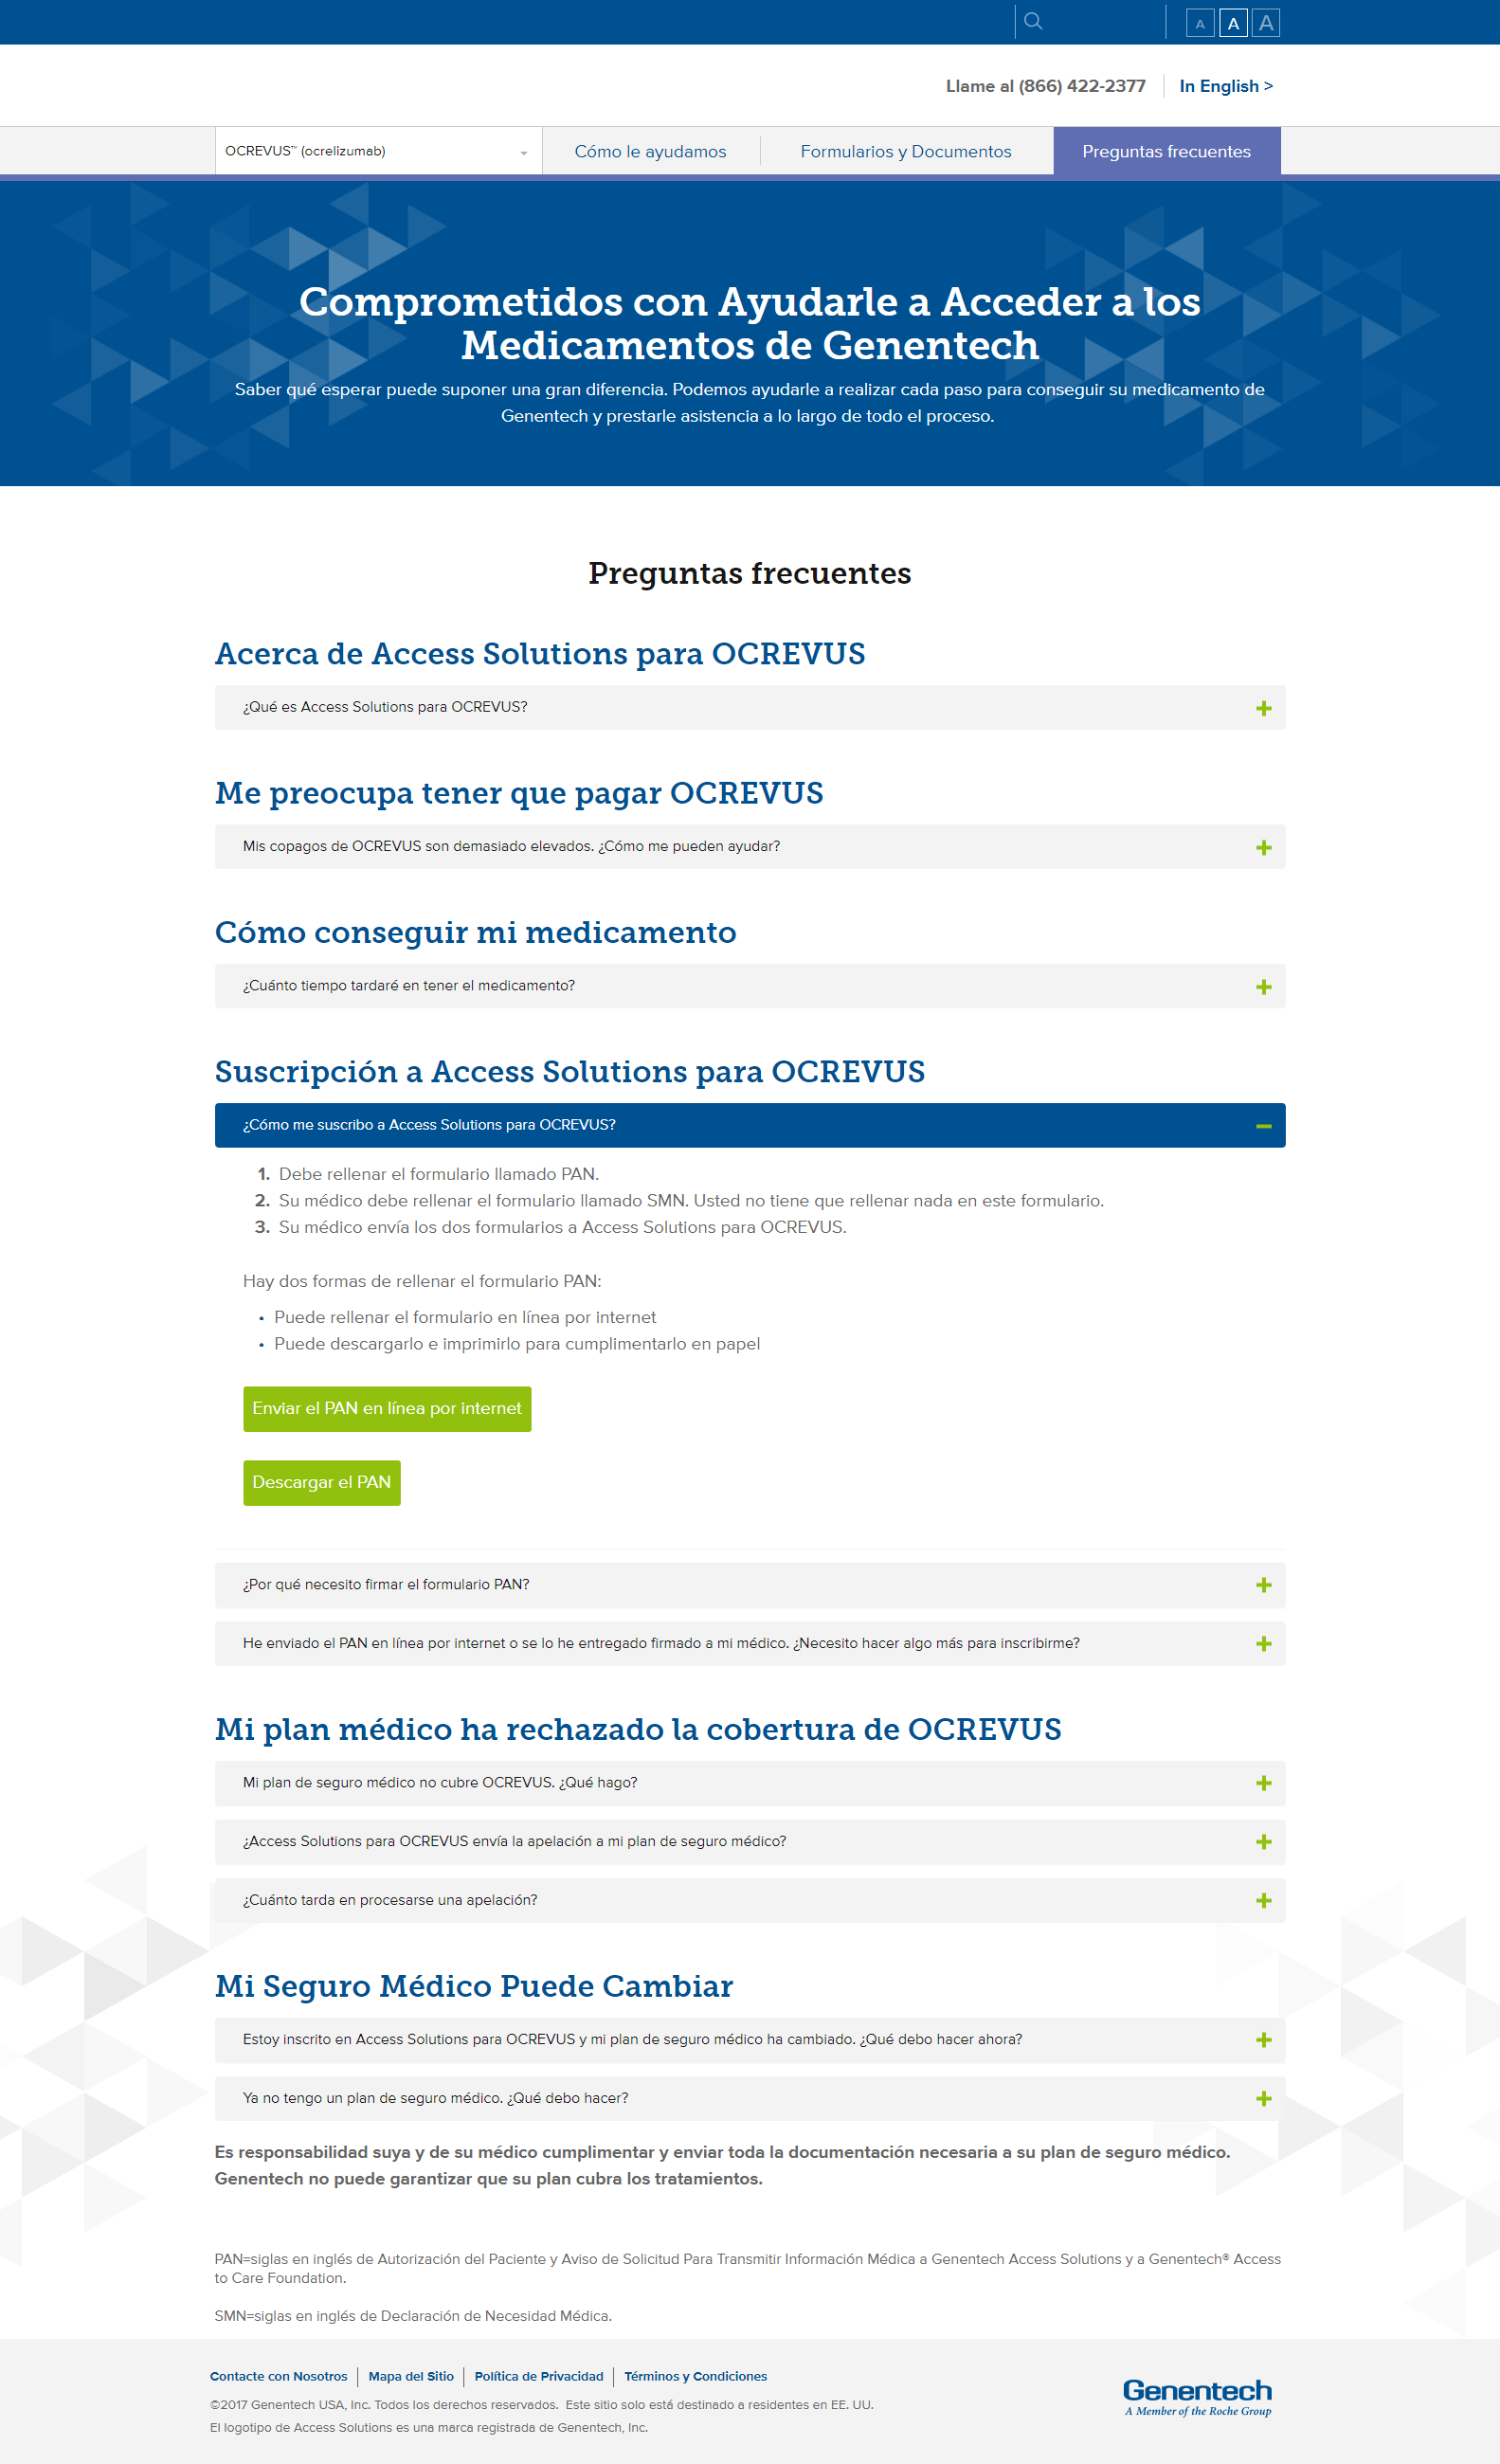 A A A
Llame al (866) 422-2377 In English >
OCREVUS™ (ocrelizumab) Cómo le ayudamos Formularios y Documentos Preguntas frecuentes
Comprometidos con Ayudarle a Acceder a los
Medicamentos de Genentech
Saber qué esperar puede suponer una gran diferencia. Podemos ayudarle a realizar cada paso para conseguir su medicamento de
Genentech y prestarle asistencia a lo largo de todo el proceso.
Preguntas frecuentes
Acerca de Access Solutions para OCREVUS
¿Qué es Access Solutions para OCREVUS?
Me preocupa tener que pagar OCREVUS
Mis copagos de OCREVUS son demasiado elevados. ¿Cómo me pueden ayudar?
Cómo conseguir mi medicamento
¿Cuánto tiempo tardaré en tener el medicamento?
Suscripción a Access Solutions para OCREVUS
¿Cómo me suscribo a Access Solutions para OCREVUS?
1. Debe rellenar el formulario llamado PAN.
2. Su médico debe rellenar el formulario llamado SMN. Usted no tiene que rellenar nada en este formulario.
3. Su médico envía los dos formularios a Access Solutions para OCREVUS.
Hay dos formas de rellenar el formulario PAN:
• Puede rellenar el formulario en línea por internet
• Puede descargarlo e imprimirlo para cumplimentarlo en papel
Enviar el PAN en línea por internet
Descargar el PAN
¿Por qué necesito firmar el formulario PAN?
He enviado el PAN en línea por internet o se lo he entregado firmado a mi médico. ¿Necesito hacer algo más para inscribirme?
Mi plan médico ha rechazado la cobertura de OCREVUS
Mi plan de seguro médico no cubre OCREVUS. ¿Qué hago?
¿Access Solutions para OCREVUS envía la apelación a mi plan de seguro médico?
¿Cuánto tarda en procesarse una apelación?
Mi Seguro Médico Puede Cambiar
Estoy inscrito en Access Solutions para OCREVUS y mi plan de seguro médico ha cambiado. ¿Qué debo hacer ahora?
Ya no tengo un plan de seguro médico. ¿Qué debo hacer?
Es responsabilidad suya y de su médico cumplimentar y enviar toda la documentación necesaria a su plan de seguro médico.
Genentech no puede garantizar que su plan cubra los tratamientos.
PAN=siglas en inglés de Autorización del Paciente y Aviso de Solicitud Para Transmitir Información Médica a Genentech Access Solutions y a Genentech® Access
to Care Foundation.
SMN=siglas en inglés de Declaración de Necesidad Médica.
Contacte con Nosotros Mapa del Sitio Política de Privacidad Términos y Condiciones
©2017 Genentech USA, Inc. Todos los derechos reservados. Este sitio solo está destinado a residentes en EE. UU.
El logotipo de Access Solutions es una marca registrada de Genentech, Inc.
Genentech
A Member of the Roche Group